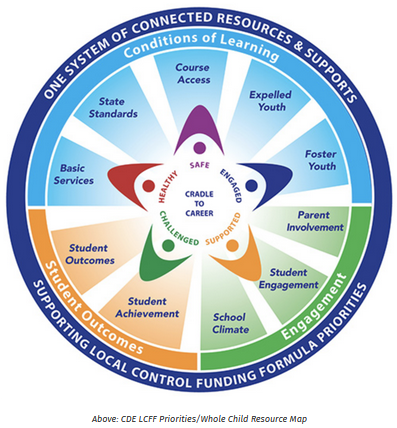 ONE SYSTEM OF CONNECTED RESOURCES & SUPPORTS
Conditions of Learning
Course
Access
State
Standards
Expelled
Youth
Basic
Services
Foster
Youth
SAFE
HEALTHY
ENGAGED
CRADLE
TO
CAREER
CHALLENGED
SUPPORTED
Parent
Involvement
Student
Outcomes
Student
Engagement
Student
Achievement
School
Climate
Student Outcomes
Engagement
SUPPORTING LOCAL CONTROL FUNDING FORMULA PRIORITIES
Above: CDE LCFF Priorities/Whole Child Resource Map